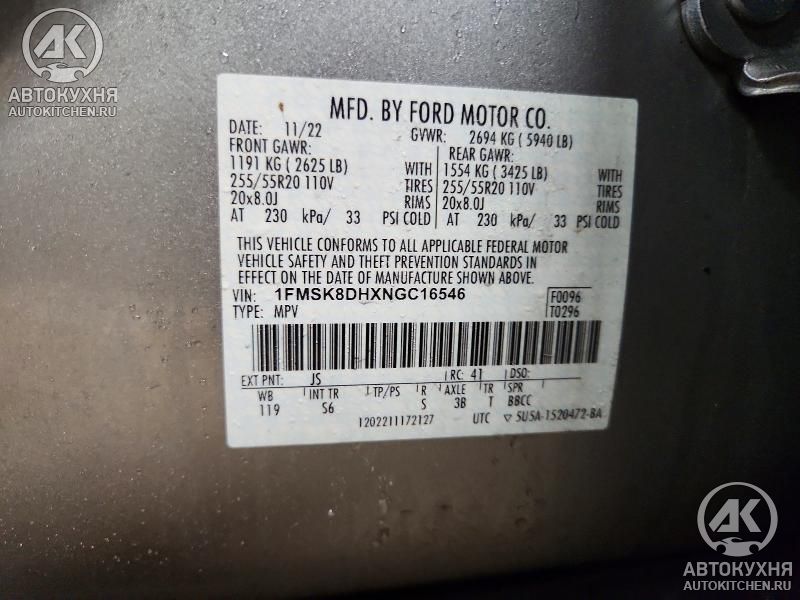 АК
АВТОКУХНЯ
AUTOKITCHEN.RU
MFD. BY FORD MOTOR CO.
DATE: 11/22 GVWR: 2694 KG ( 5940 LB)
FRONT GAWR: REAR GAWR:
1191 KG ( 2625 LB) WITH 1554 KG ( 3425 LB) WITH
255/55R20 110V TIRES 255/55R20 110V TIRES
20x8.0J RIMS 20x8.0J RIMS
AT 230 kPa/ 33 PSI COLD AT 230 kPa/ 33 PSI COLD
THIS VEHICLE CONFORMS TO ALL APPLICABLE FEDERAL MOTOR
VEHICLE SAFETY AND THEFT PREVENTION STANDARDS IN
EFFECT ON THE DATE OF MANUFACTURE SHOWN ABOVE.
VIN: 1FMSK8DHXNGC16546 F0096
TYPE: MPV T0296
EXT PNT: JS RC: 41 DSO:
WB INT TR TP/PS R AXLE TR SPR
119 S6 S 3B T BBCC
1202211172127 UTC ▽ 5U5A-1520472-BA
АК
АВТОКУХНЯ
AUTOKITCHEN.RU